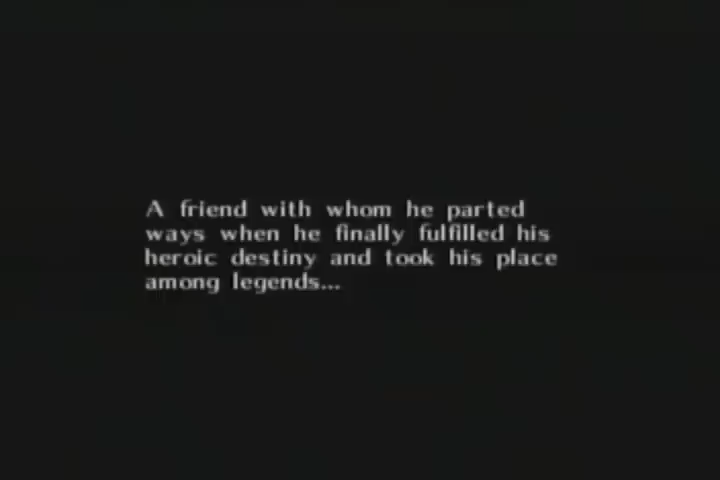 A friend with whom he parted
ways when he finally fulfilled his
heroic destiny and took his place
among legends...